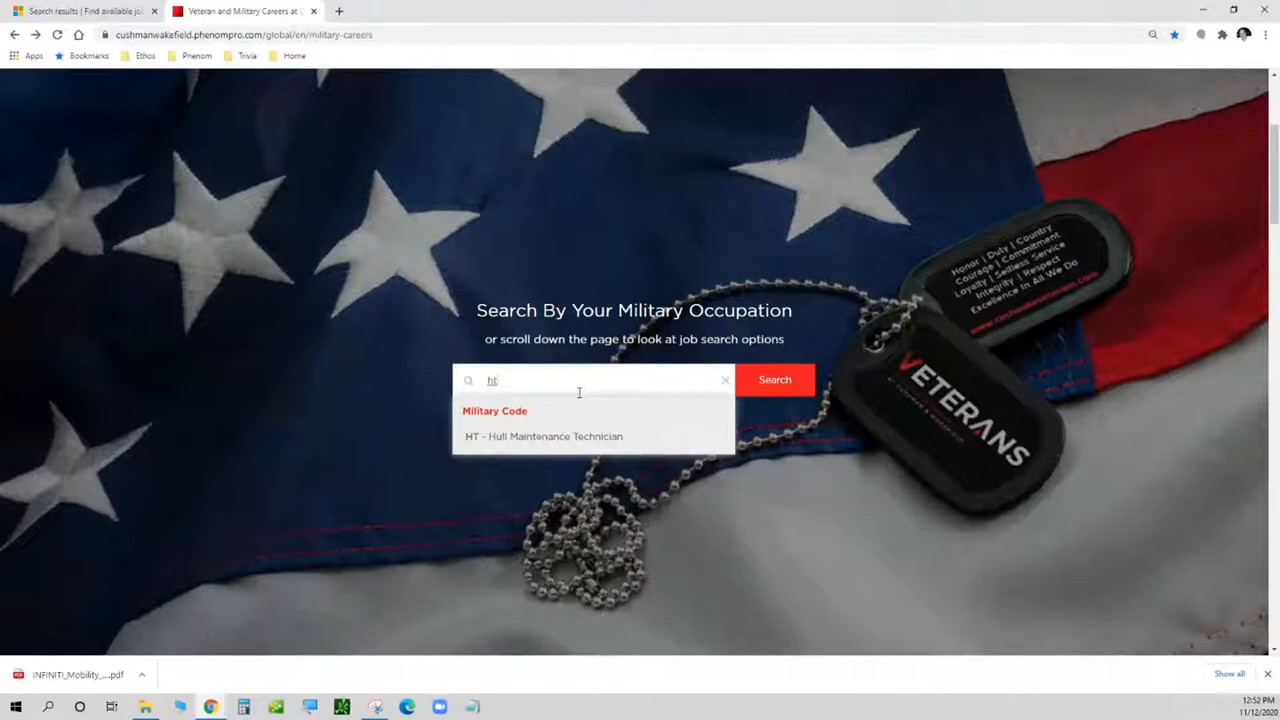 Search results | Find available jo
Veteran and Military Careers at C
cushmanwakefield.phenompro.com/global/en/military-careers
Apps
Bookmarks
Ethos
Phenom
Trivia
Home
Honor | Duty | Country
Courage | Commitment
Loyalty | Selfless Service
Integrity | Respect
Excellence In All We Do
VETERANS
Search By Your Military Occupation
or scroll down the page to look at job search options
ht
Search
Military Code
HT - Hull Maintenance Technician
INFINITI_Mobility_....pdf
Show all
12:52 PM
11/12/2020